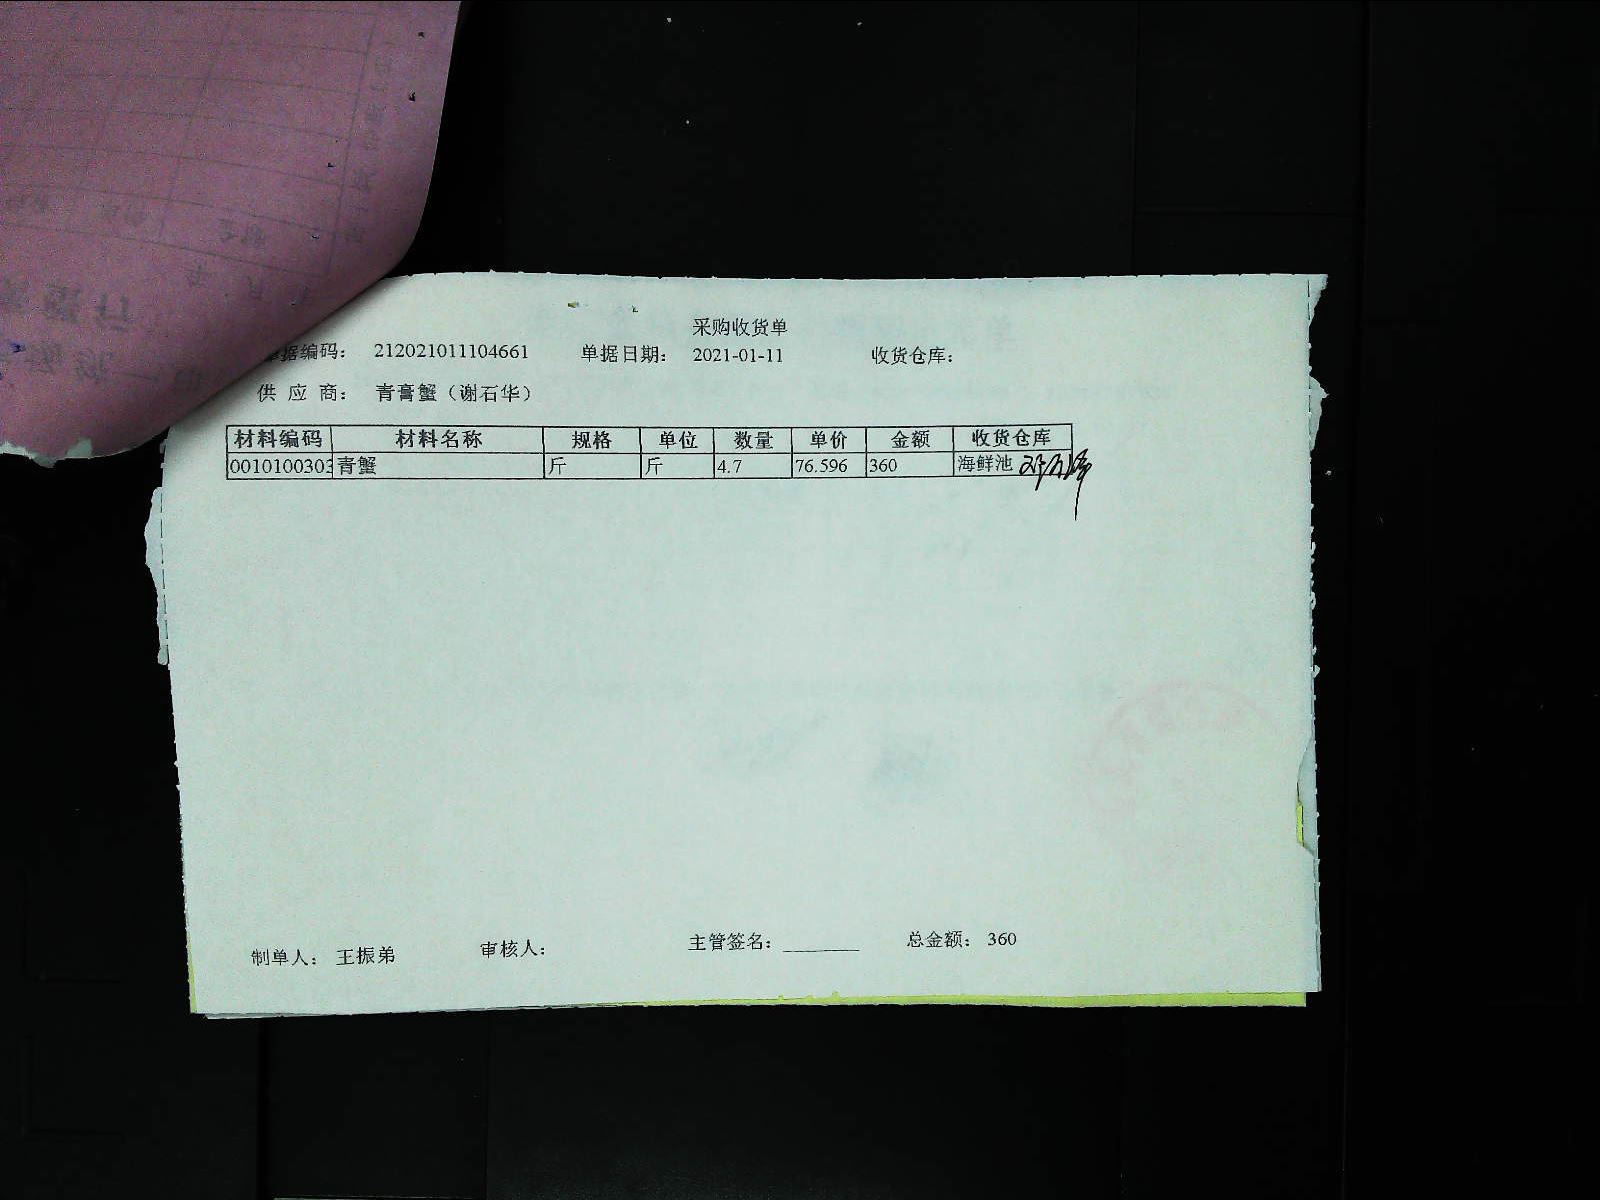 采购收货单
据编码： 212021011104661 单据日期： 2021-01-11 收货仓库：
供 应 商： 青膏蟹（谢石华）
材料编码 材料名称 规格 单位 数量 单价 金额 收货仓库
0010100303 青蟹 斤 斤 4.7 76.596 360 海鲜池
制单人： 王振弟 审核人： 主管签名： 总金额： 360